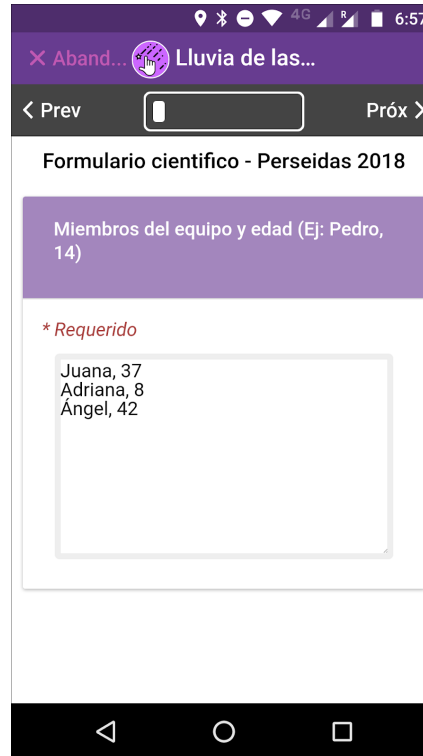 4G R 6:57
× Aband... Lluvia de las...
Prev Próx
Formulario cientifico - Perseidas 2018
Miembros del equipo y edad (Ej: Pedro,
14)
* Requerido
Juana, 37
Adriana, 8
Ángel, 42